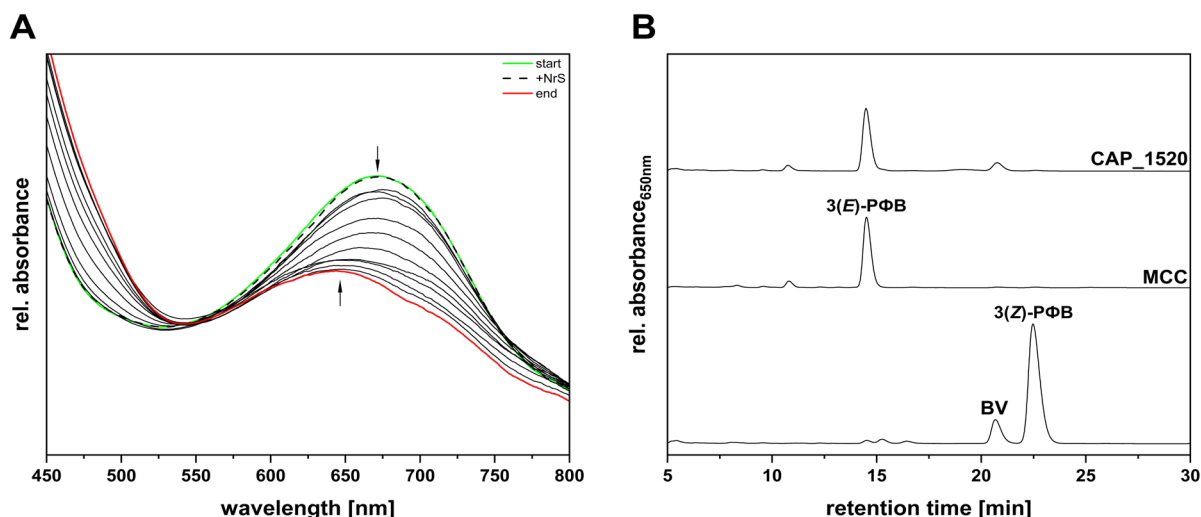 A
rel. absorbance
start
+NrS
end
450 500 550 600 650 700 750 800
wavelength [nm]
B
rel. absorbance650nm
CAP_1520
3(E)-PΦB
MCC
3(Z)-PΦB
BV
5 10 15 20 25 30
retention time [min]